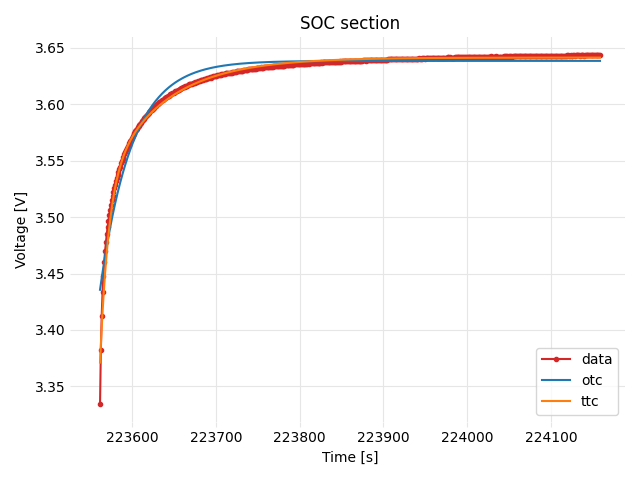 SOC section
3.65
3.60
3.55
3.50
3.45
3.40
3.35
Voltage [V]
223600 223700 223800 223900 224000 224100
Time [s]
data
otc
ttc